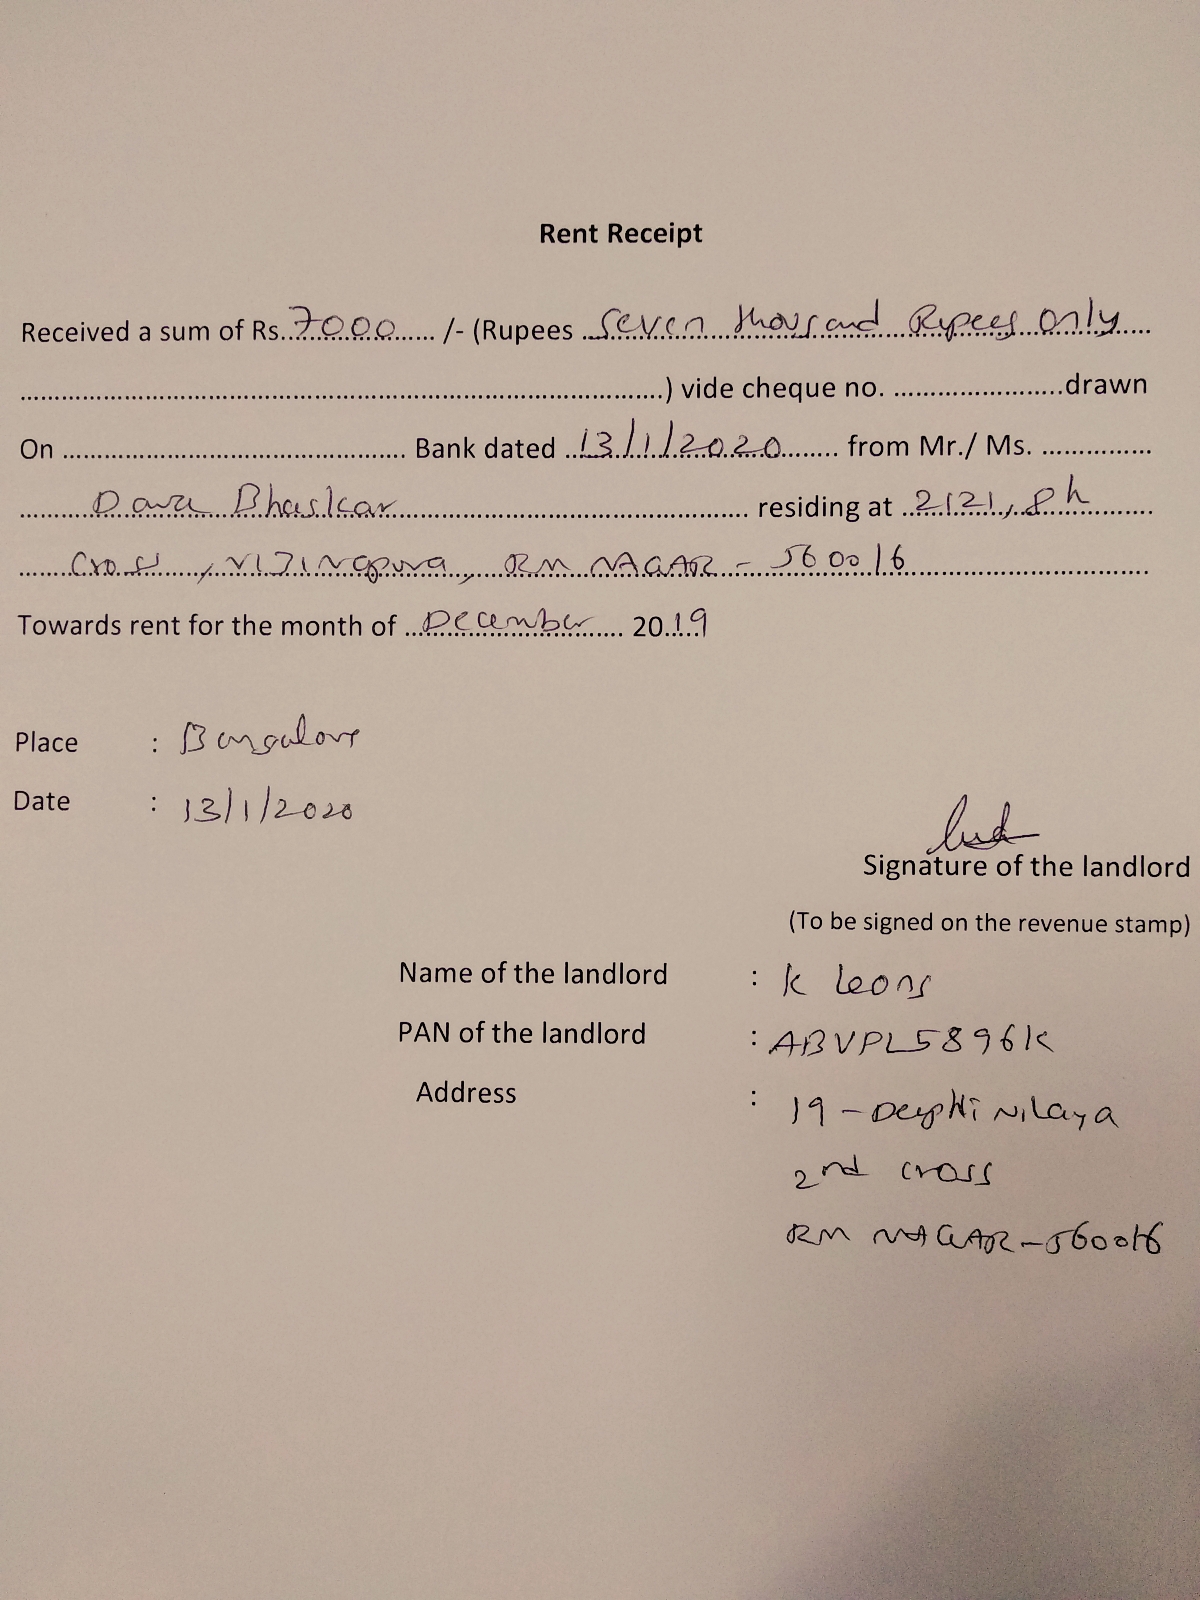 Rent Receipt
Received a sum of Rs. 7000 /- (Rupees Seven thousand Rupees only
) vide cheque no. drawn
On Bank dated 13/1/2020 from Mr./ Ms.
Dava Bhaskar residing at 2121, 8h
Cross, VIJINapura, RM NAGAR - 560016
Towards rent for the month of December 2019
Place : Bangalore
Date : 13/1/2020
Signature of the landlord
(To be signed on the revenue stamp)
Name of the landlord : K Leons
PAN of the landlord : ABVPL5896K
Address : 19 - Deepthi Nilaya
2nd cross
RM NAGAR - 560016